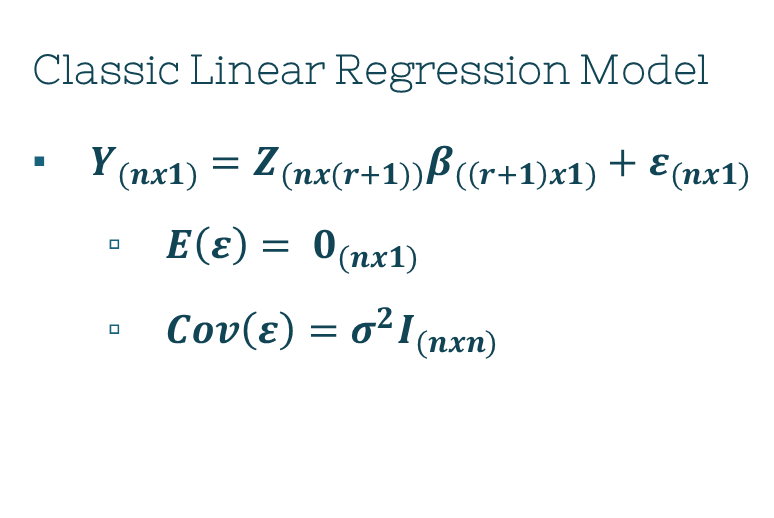 Classic Linear Regression Model
▪ Y(nx1) = Z(nx(r+1))β((r+1)x1) + ε(nx1)
▫ E(ε) = 0(nx1)
▫ Cov(ε) = σ²I(nxn)